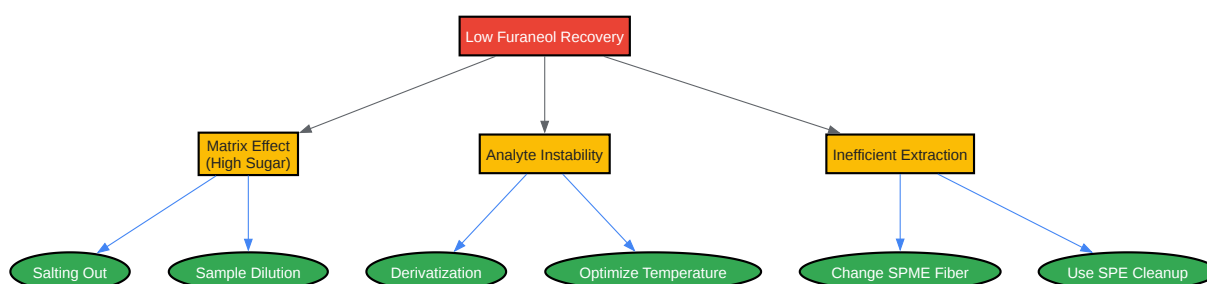 Low Furaneol Recovery
Matrix Effect
(High Sugar)
Analyte Instability
Inefficient Extraction
Salting Out
Sample Dilution
Derivatization
Optimize Temperature
Change SPME Fiber
Use SPE Cleanup